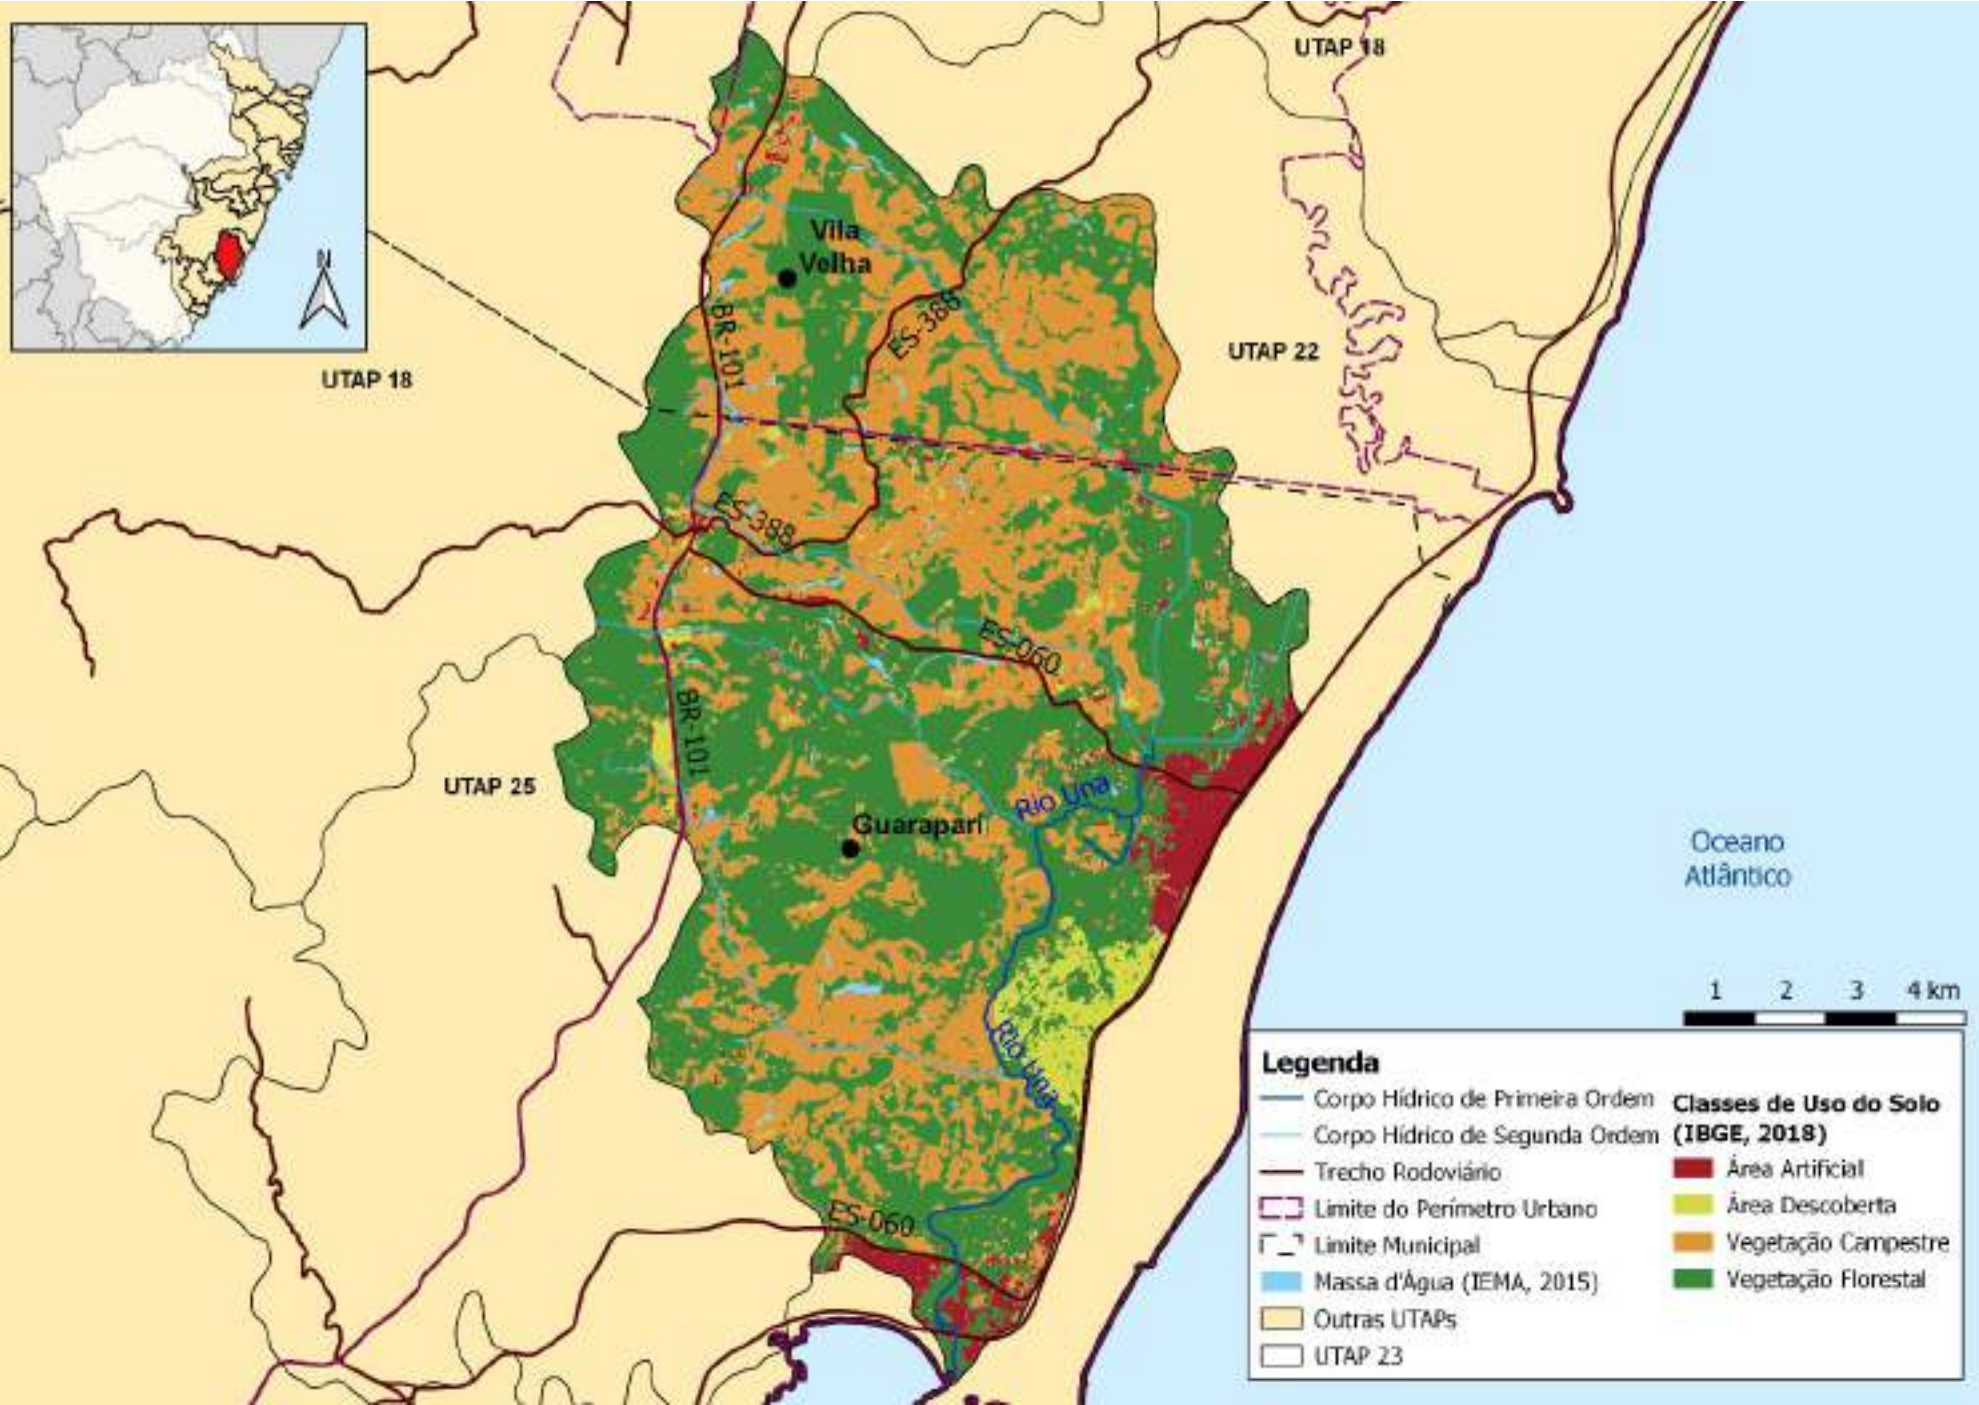 N
UTAP 18
UTAP 18
Vila
Velha
BR-101
ES-388
UTAP 22
ES-388
ES-060
BR-101
UTAP 25
Rio Una
Guarapari
Oceano
Atlântico
Rio Una
ES-060
1 2 3 4 km
Legenda
Corpo Hídrico de Primeira Ordem
Corpo Hídrico de Segunda Ordem
Trecho Rodoviário
Limite do Perímetro Urbano
Limite Municipal
Massa d'Água (IEMA, 2015)
Outras UTAPs
UTAP 23
Classes de Uso do Solo
(IBGE, 2018)
Área Artificial
Área Descoberta
Vegetação Campestre
Vegetação Florestal